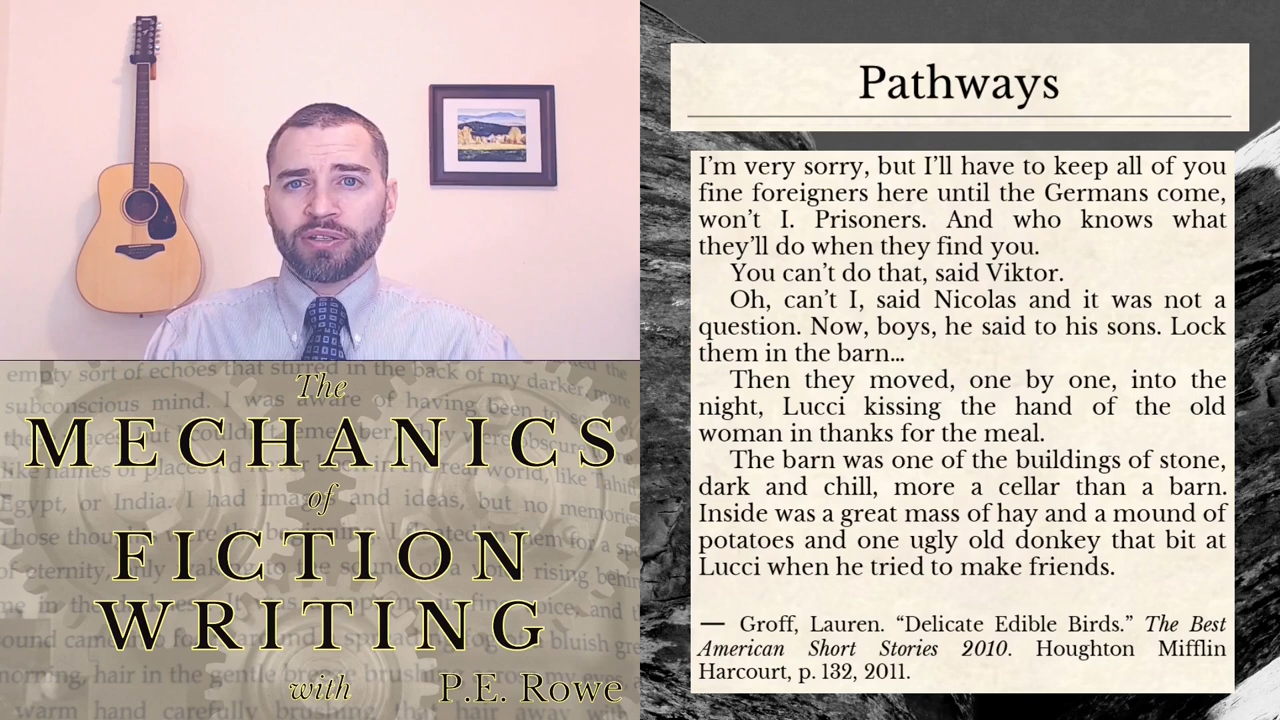 The
MECHANICS
of
FICTION
WRITING
with P.E. Rowe
Pathways
I’m very sorry, but I’ll have to keep all of you
fine foreigners here until the Germans come,
won’t I. Prisoners. And who knows what
they’ll do when they find you.
You can’t do that, said Viktor.
Oh, can’t I, said Nicolas and it was not a
question. Now, boys, he said to his sons. Lock
them in the barn…
Then they moved, one by one, into the
night, Lucci kissing the hand of the old
woman in thanks for the meal.
The barn was one of the buildings of stone,
dark and chill, more a cellar than a barn.
Inside was a great mass of hay and a mound of
potatoes and one ugly old donkey that bit at
Lucci when he tried to make friends.
— Groff, Lauren. “Delicate Edible Birds.” The Best
American Short Stories 2010. Houghton Mifflin
Harcourt, p. 132, 2011.